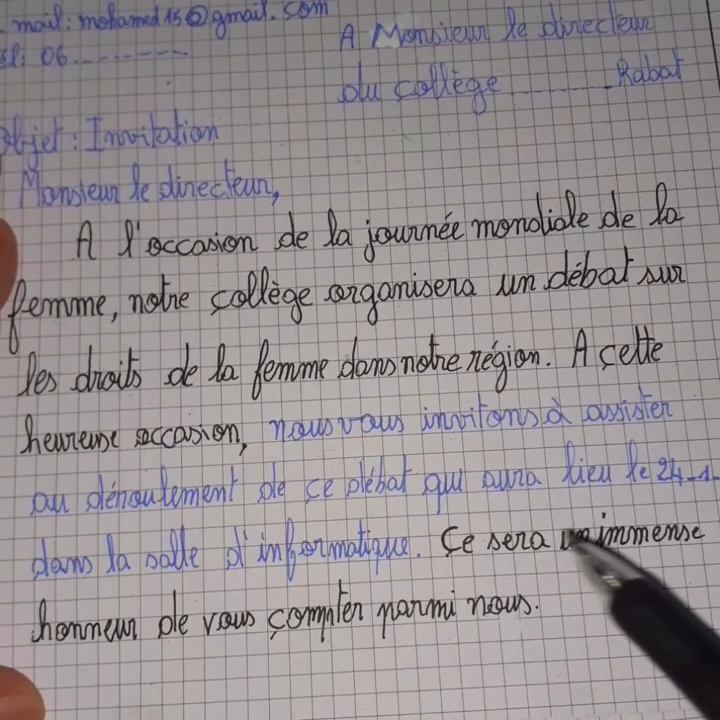 mail: mohamed15@gmail.com
A Monsieur le directeur
el: 06----------
du collège ........... Rabat
Objet: Invitation
Monsieur le directeur,
A l'occasion de la journée mondiale de la
femme, notre collège organisera un débat sur
les droits de la femme dans notre région. A cette
heureuse occasion, nous vous invitons à assister
au déroulement de ce débat qui aura lieu le 24-1
dans la salle d'informatique. Ce sera un immense
honneur de vous compter parmi nous.